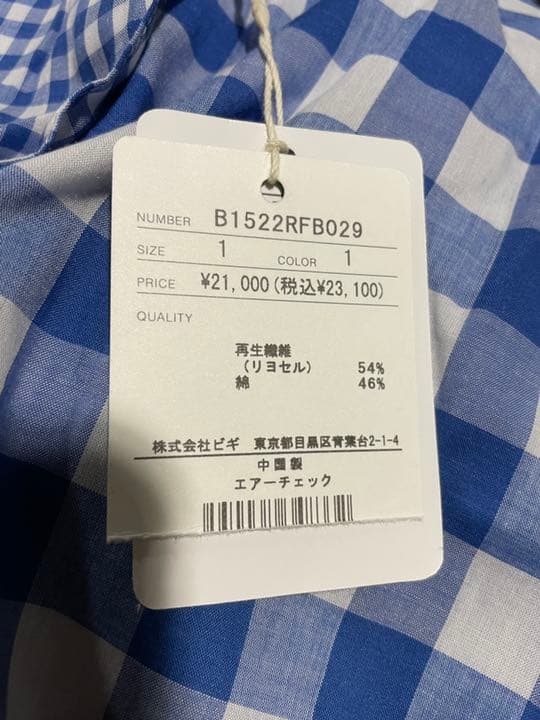 NUMBER B1522RFB029
SIZE 1 COLOR 1
PRICE ¥21,000(税込¥23,100)
QUALITY
再生繊維
(リヨセル) 54%
綿 46%
株式会社ビギ 東京都目黒区青葉台2-1-4
中国製
エアーチェック